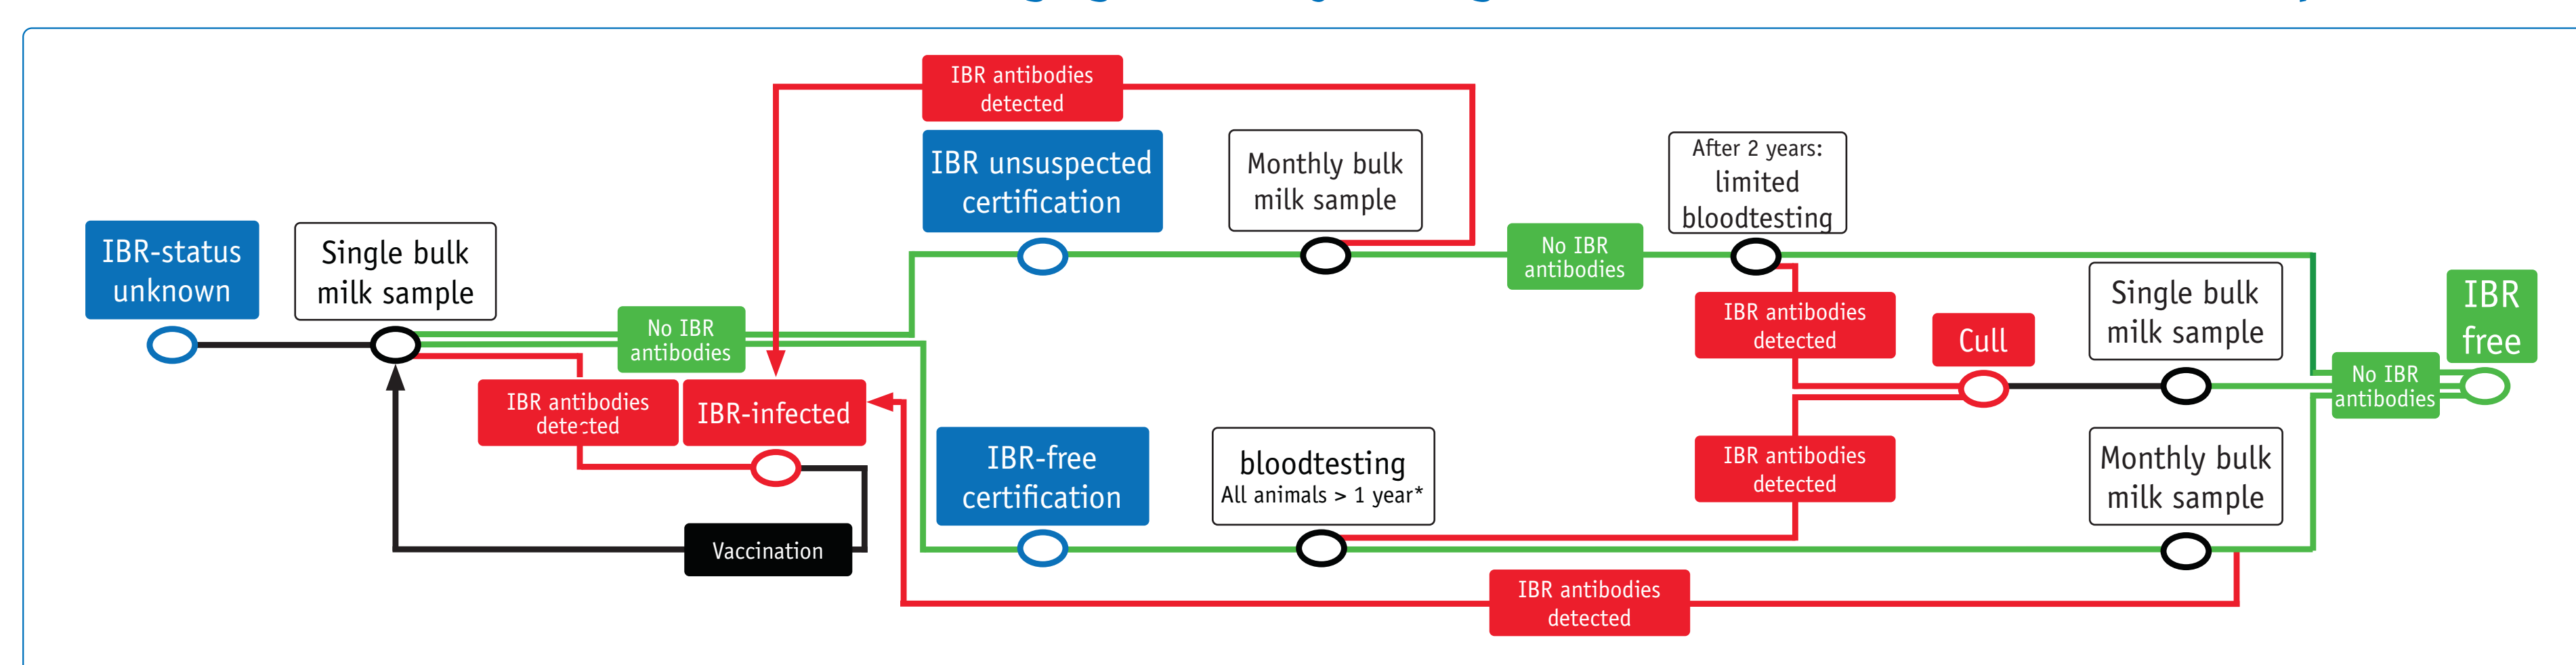 IBR antibodies
detected
IBR unsuspected
certification
Monthly bulk
milk sample
After 2 years:
limited
bloodtesting
IBR-status
unknown
Single bulk
milk sample
No IBR
antibodies
No IBR
antibodies
IBR antibodies
detected
Cull
Single bulk
milk sample
IBR
free
No IBR
antibodies
IBR antibodies
detected
IBR-infected
IBR-free
certification
bloodtesting
All animals > 1 year*
IBR antibodies
detected
Monthly bulk
milk sample
Vaccination
IBR antibodies
detected